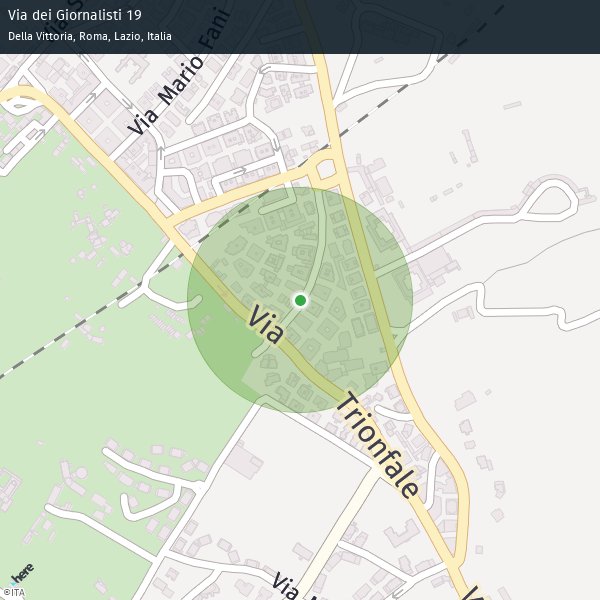 Via dei Giornalisti 19
Della Vittoria, Roma, Lazio, Italia
Via Mario Fani
Via
Trionfale
Via
here
©ITA